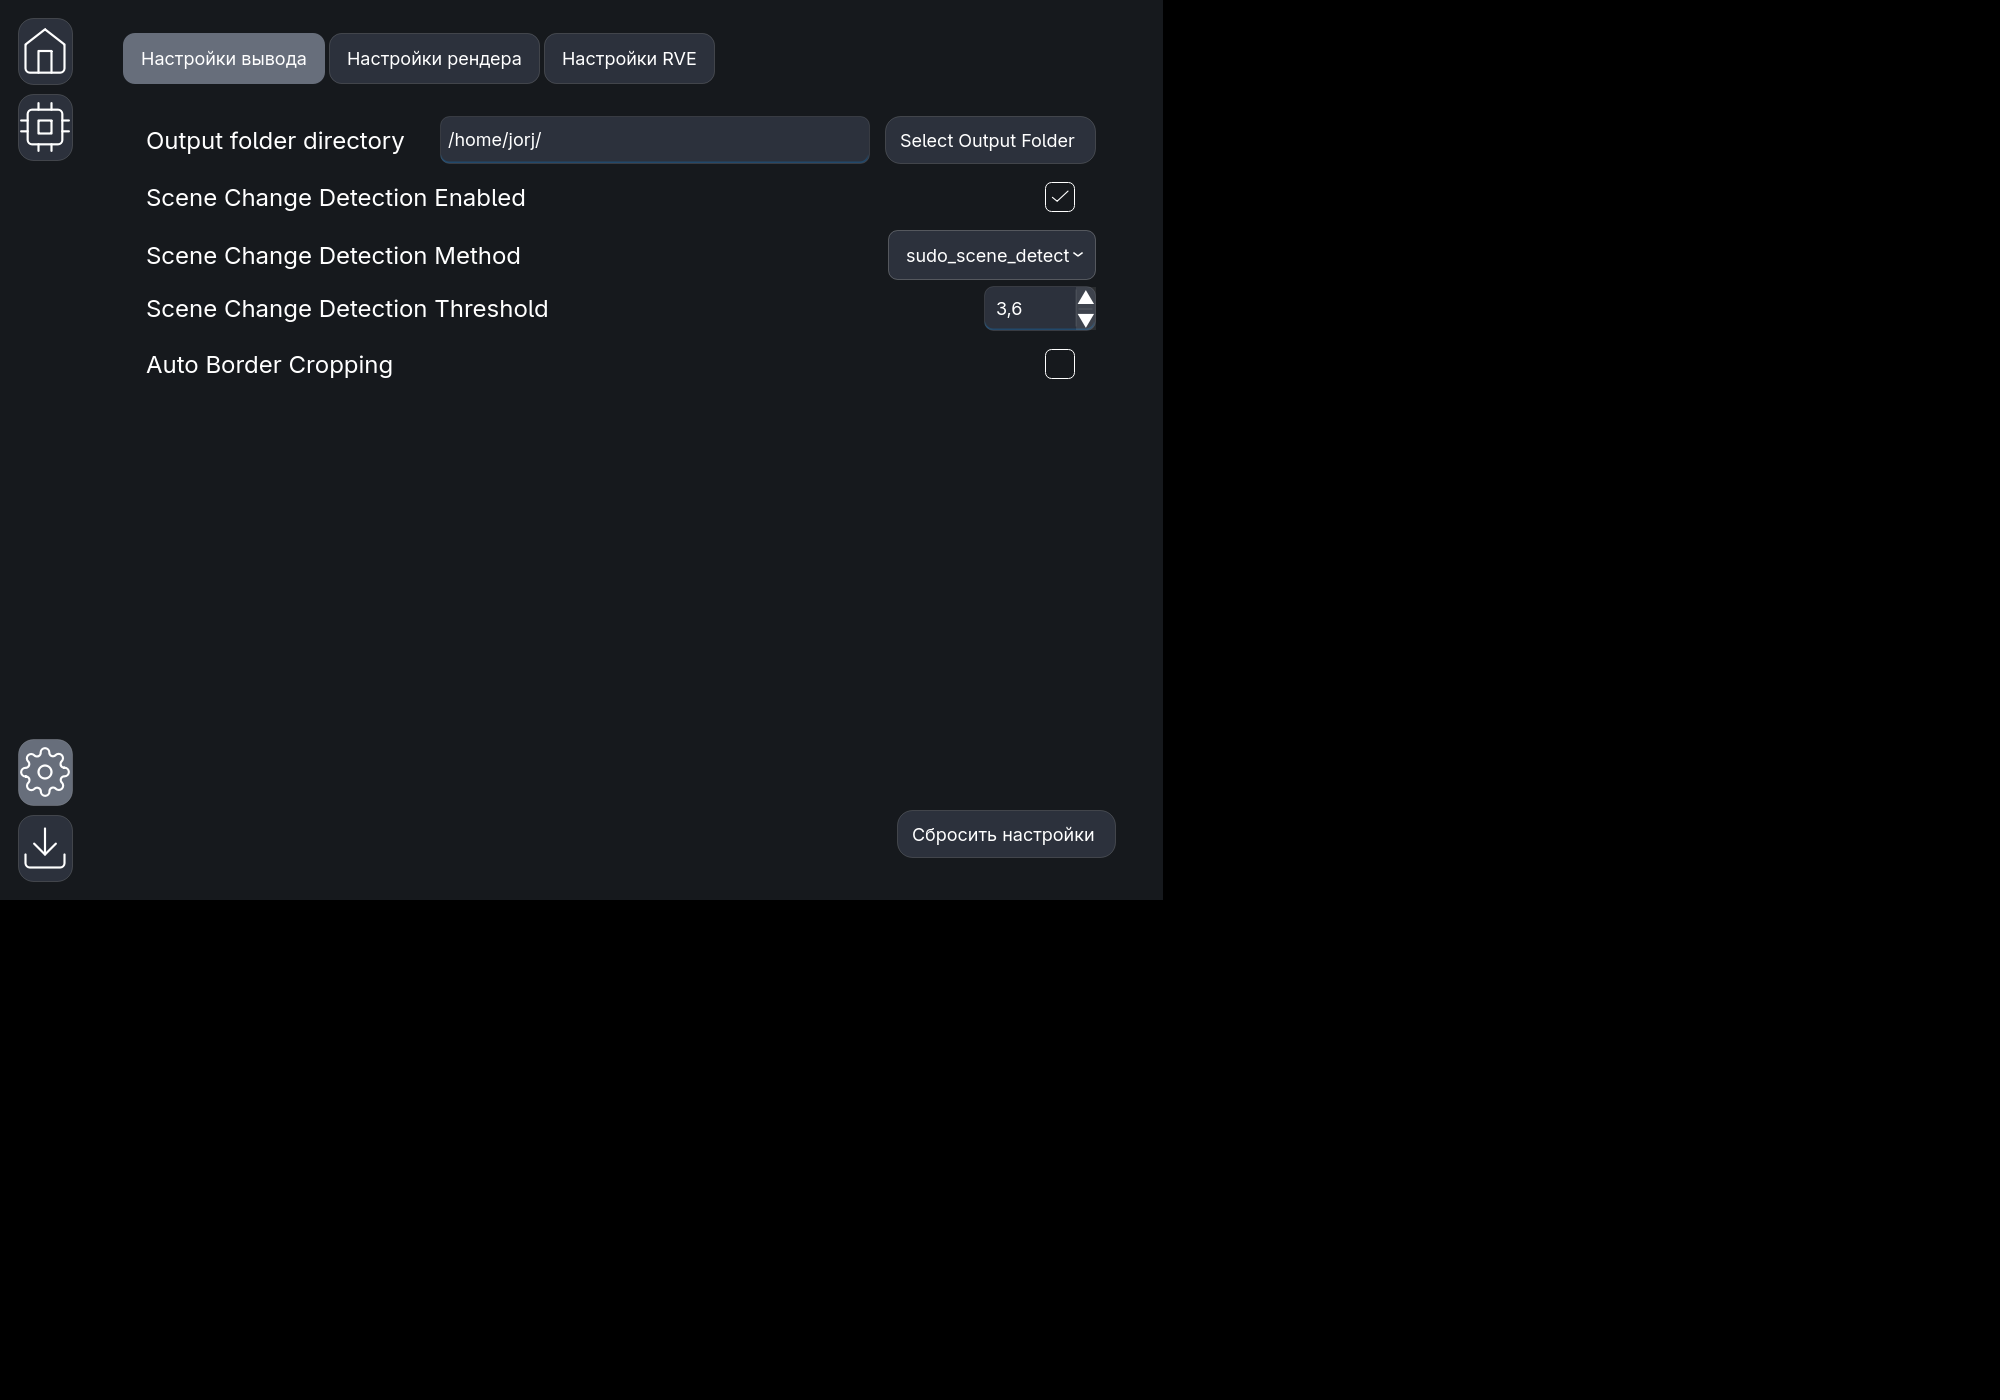 Настройки вывода Настройки рендера Настройки RVE
Output folder directory /home/jorj/ Select Output Folder
Scene Change Detection Enabled
Scene Change Detection Method sudo_scene_detect
Scene Change Detection Threshold 3,6
Auto Border Cropping
Сбросить настройки